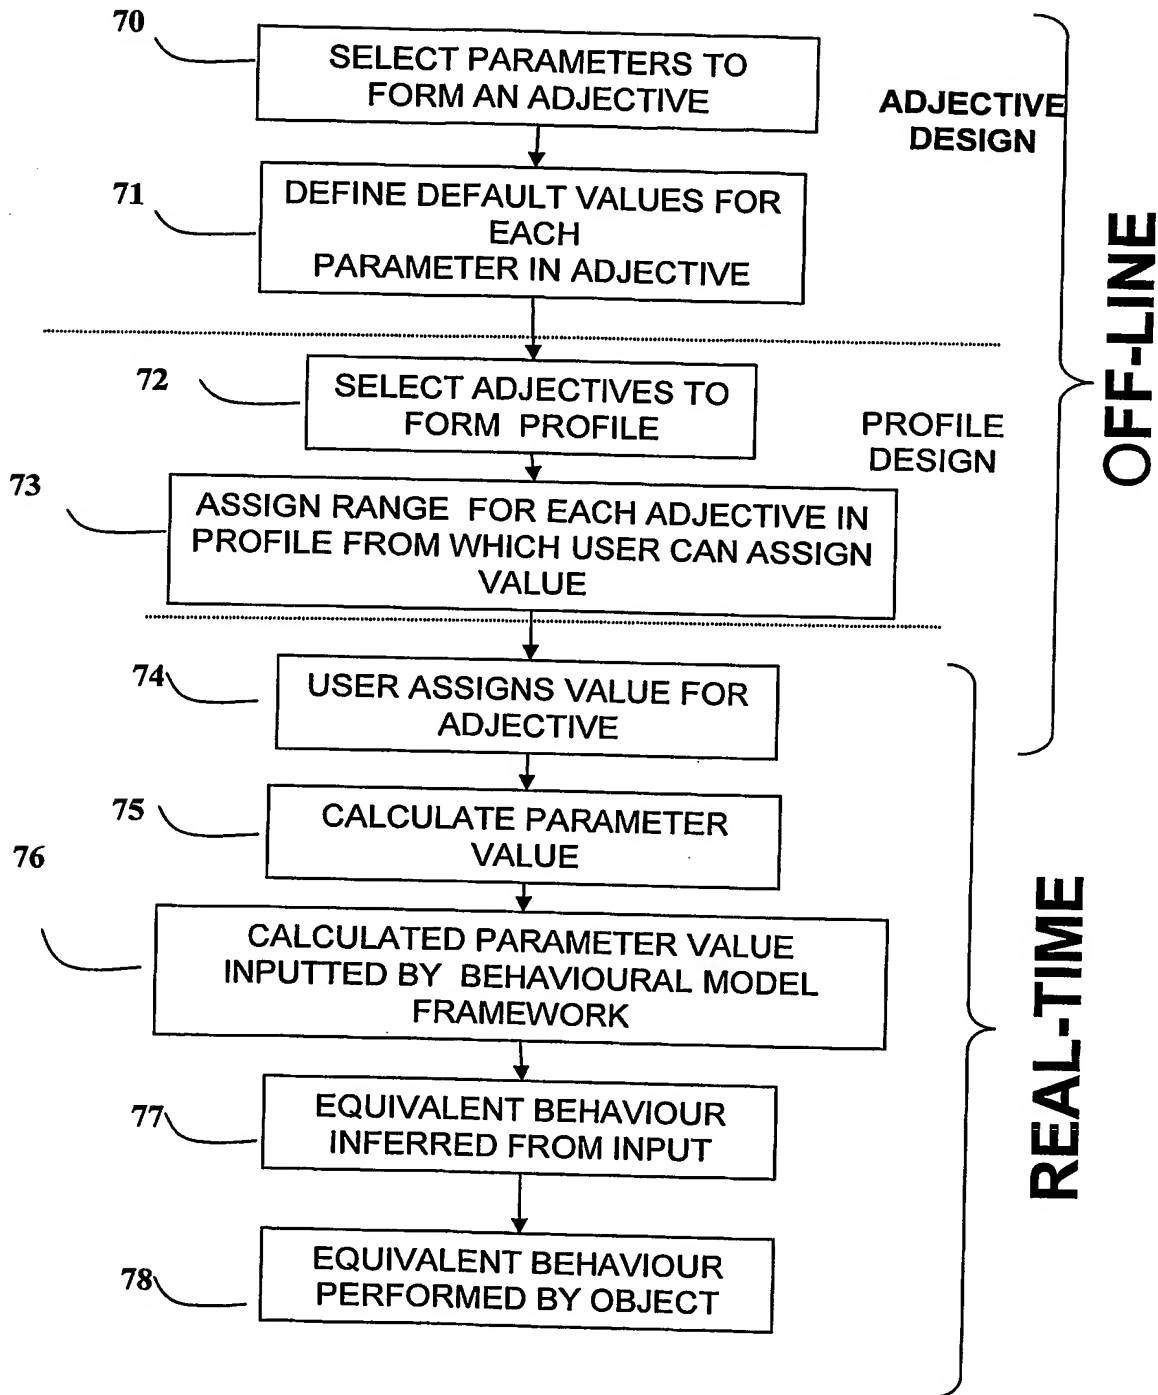 70
SELECT PARAMETERS TO
FORM AN ADJECTIVE
ADJECTIVE
DESIGN
71
DEFINE DEFAULT VALUES FOR
EACH
PARAMETER IN ADJECTIVE
OFF-LINE
72
SELECT ADJECTIVES TO
FORM PROFILE
PROFILE
DESIGN
73
ASSIGN RANGE FOR EACH ADJECTIVE IN
PROFILE FROM WHICH USER CAN ASSIGN
VALUE
74
USER ASSIGNS VALUE FOR
ADJECTIVE
75
CALCULATE PARAMETER
VALUE
76
CALCULATED PARAMETER VALUE
INPUTTED BY BEHAVIOURAL MODEL
FRAMEWORK
REAL-TIME
77
EQUIVALENT BEHAVIOUR
INFERRED FROM INPUT
78
EQUIVALENT BEHAVIOUR
PERFORMED BY OBJECT